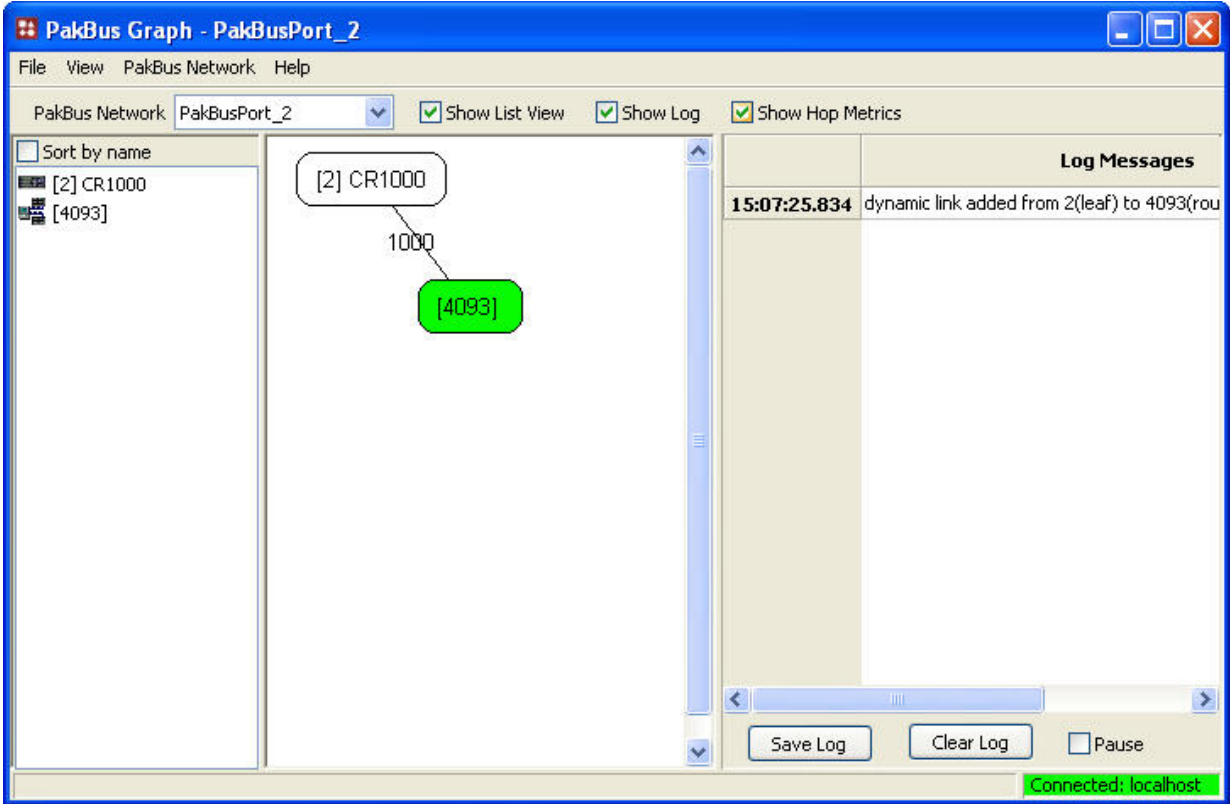 PakBus Graph - PakBusPort_2
File View PakBus Network Help
PakBus Network PakBusPort_2 Show List View Show Log Show Hop Metrics
Sort by name
[2] CR1000
[4093]
[2] CR1000
1000
[4093]
Log Messages
15:07:25.834 dynamic link added from 2(leaf) to 4093(rou
Save Log Clear Log Pause
Connected: localhost